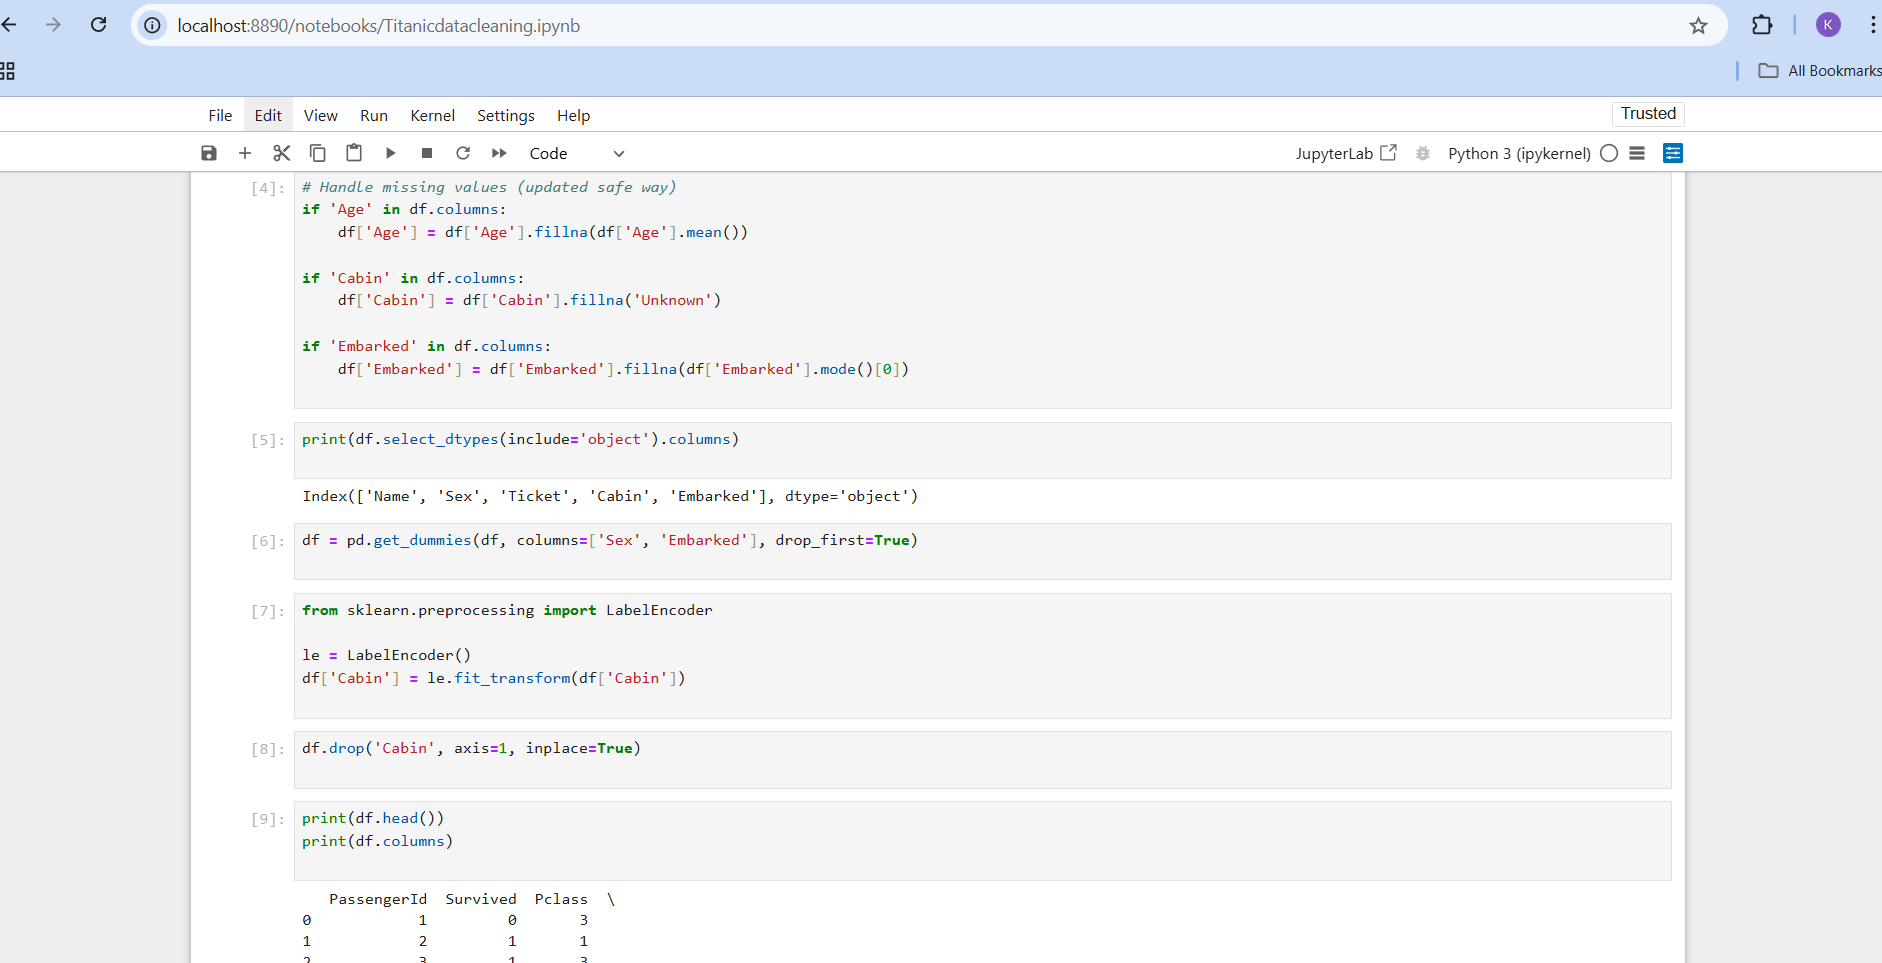 localhost:8890/notebooks/Titanicdatacleaning.ipynb
K
All Bookmarks
File Edit View Run Kernel Settings Help
Trusted
Code
JupyterLab
Python 3 (ipykernel)
[4]:
# Handle missing values (updated safe way)
if 'Age' in df.columns:
    df['Age'] = df['Age'].fillna(df['Age'].mean())
if 'Cabin' in df.columns:
    df['Cabin'] = df['Cabin'].fillna('Unknown')
if 'Embarked' in df.columns:
    df['Embarked'] = df['Embarked'].fillna(df['Embarked'].mode()[0])
[5]:
print(df.select_dtypes(include='object').columns)
Index(['Name', 'Sex', 'Ticket', 'Cabin', 'Embarked'], dtype='object')
[6]:
df = pd.get_dummies(df, columns=['Sex', 'Embarked'], drop_first=True)
[7]:
from sklearn.preprocessing import LabelEncoder
le = LabelEncoder()
df['Cabin'] = le.fit_transform(df['Cabin'])
[8]:
df.drop('Cabin', axis=1, inplace=True)
[9]:
print(df.head())
print(df.columns)
   PassengerId  Survived  Pclass  \
0            1         0       3
1            2         1       1
2            3         1       3